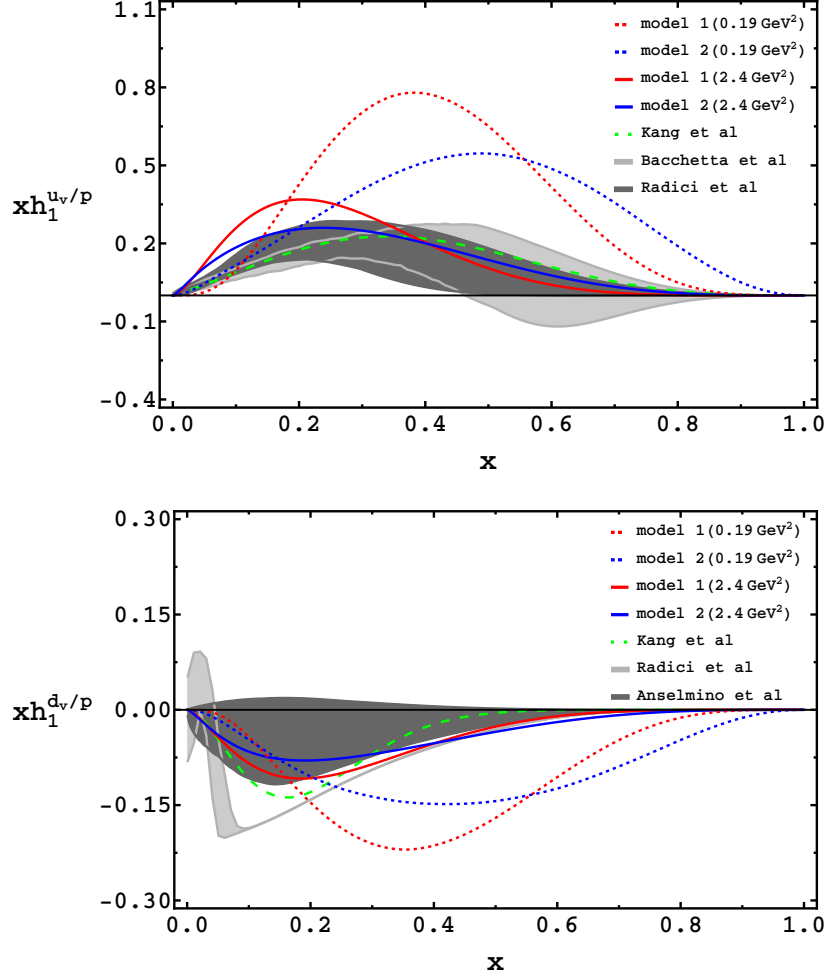 1.1
0.8
0.5
0.2
-0.1
-0.4
xh₁^{u_v/p}
model 1(0.19 GeV²)
model 2(0.19 GeV²)
model 1(2.4 GeV²)
model 2(2.4 GeV²)
Kang et al
Bacchetta et al
Radici et al
0.0 0.2 0.4 0.6 0.8 1.0
x
0.30
0.15
0.00
-0.15
-0.30
xh₁^{d_v/p}
model 1(0.19 GeV²)
model 2(0.19 GeV²)
model 1(2.4 GeV²)
model 2(2.4 GeV²)
Kang et al
Radici et al
Anselmino et al
0.0 0.2 0.4 0.6 0.8 1.0
x